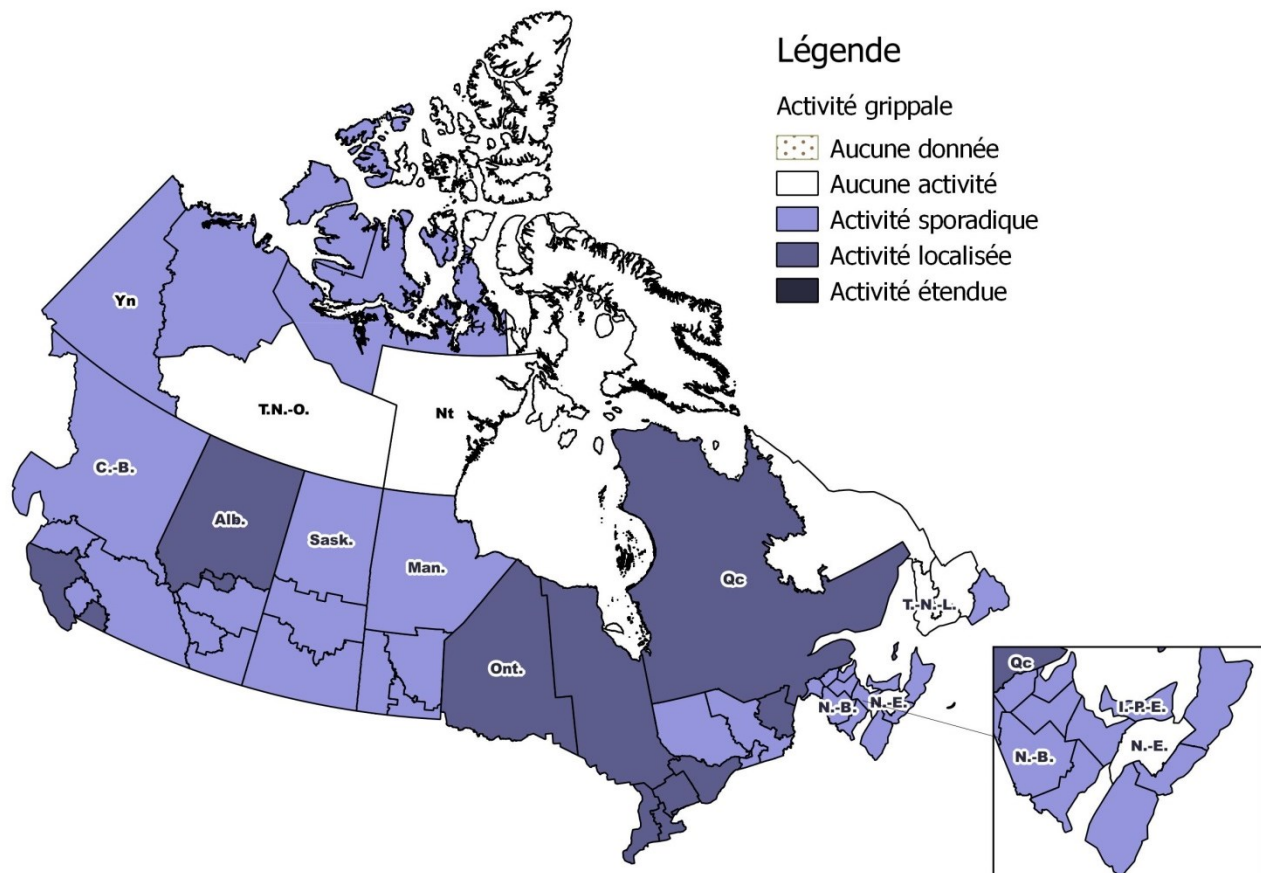 Légende
Activité grippale
Aucune donnée
Aucune activité
Activité sporadique
Activité localisée
Activité étendue
Yn
T.N.-O.
Nt
C.-B.
Alb.
Sask.
Man.
Qc
T.-N.-L.
Ont.
N.-B.
N.-E.
Qc
I.-P.-E.
N.-E.
N.-B.